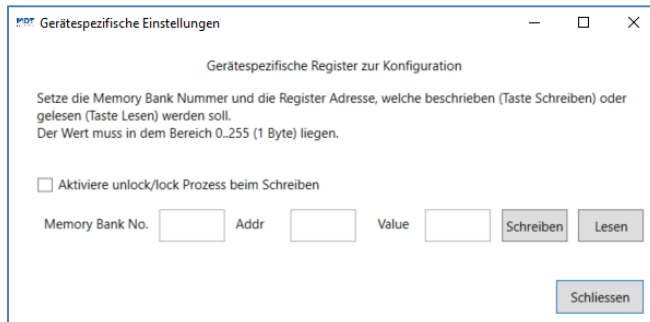 MDT Gerätespezifische Einstellungen
Gerätespezifische Register zur Konfiguration
Setze die Memory Bank Nummer und die Register Adresse, welche beschrieben (Taste Schreiben) oder
gelesen (Taste Lesen) werden soll.
Der Wert muss in dem Bereich 0..255 (1 Byte) liegen.
Aktiviere unlock/lock Prozess beim Schreiben
Memory Bank No. Addr Value Schreiben Lesen
Schliessen